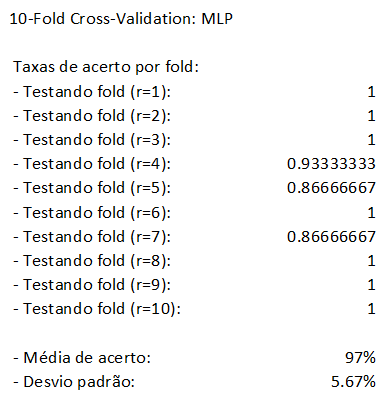 10-Fold Cross-Validation: MLP
Taxas de acerto por fold:
- Testando fold (r=1): 1
- Testando fold (r=2): 1
- Testando fold (r=3): 1
- Testando fold (r=4): 0.93333333
- Testando fold (r=5): 0.86666667
- Testando fold (r=6): 1
- Testando fold (r=7): 0.86666667
- Testando fold (r=8): 1
- Testando fold (r=9): 1
- Testando fold (r=10): 1
- Média de acerto: 97%
- Desvio padrão: 5.67%